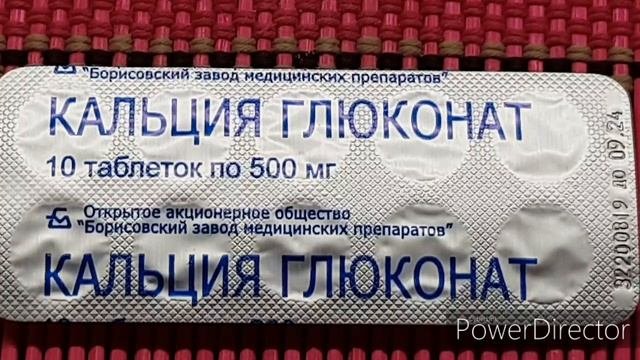 "Борисовский завод медицинских препаратов"
КАЛЬЦИЯ ГЛЮКОНАТ
10 таблеток по 500 мг
Открытое акционерное общество
"Борисовский завод медицинских препаратов"
КАЛЬЦИЯ ГЛЮКОНАТ
32200819 до 09 24
PowerDirector